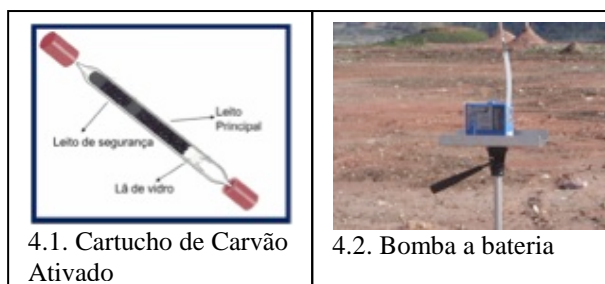 Leito
Principal
Leito de segurança
Lã de vidro
4.1. Cartucho de Carvão
Ativado
4.2. Bomba a bateria